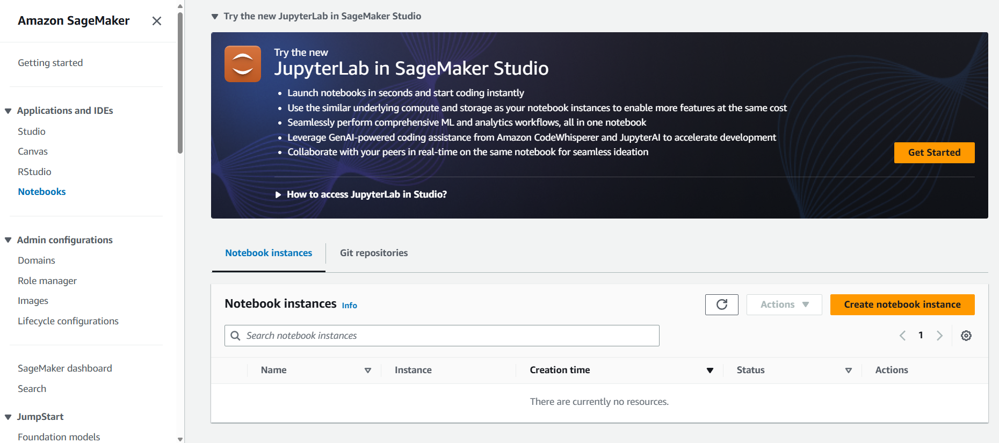 Amazon SageMaker
Getting started
Applications and IDEs
Studio
Canvas
RStudio
Notebooks
Admin configurations
Domains
Role manager
Images
Lifecycle configurations
SageMaker dashboard
Search
JumpStart
Foundation models
Try the new JupyterLab in SageMaker Studio
Try the new
JupyterLab in SageMaker Studio
• Launch notebooks in seconds and start coding instantly
• Use the similar underlying compute and storage as your notebook instances to enable more features at the same cost
• Seamlessly perform comprehensive ML and analytics workflows, all in one notebook
• Leverage GenAI-powered coding assistance from Amazon CodeWhisperer and JupyterAI to accelerate development
• Collaborate with your peers in real-time on the same notebook for seamless ideation
Get Started
How to access JupyterLab in Studio?
Notebook instances Git repositories
Notebook instances Info
Actions
Create notebook instance
Search notebook instances
1
Name Instance Creation time Status Actions
There are currently no resources.